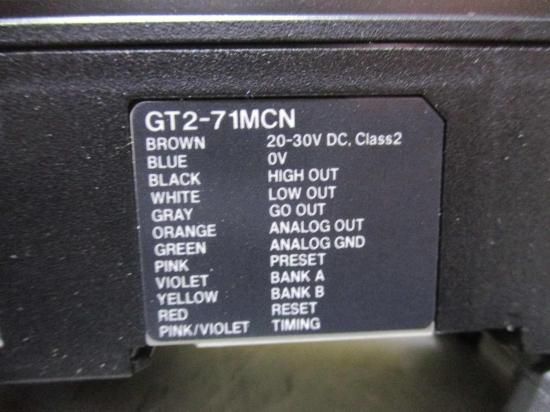 GT2-71MCN
BROWN 20-30V DC, Class2
BLUE 0V
BLACK HIGH OUT
WHITE LOW OUT
GRAY GO OUT
ORANGE ANALOG OUT
GREEN ANALOG GND
PINK PRESET
VIOLET BANK A
YELLOW BANK B
RED RESET
PINK/VIOLET TIMING